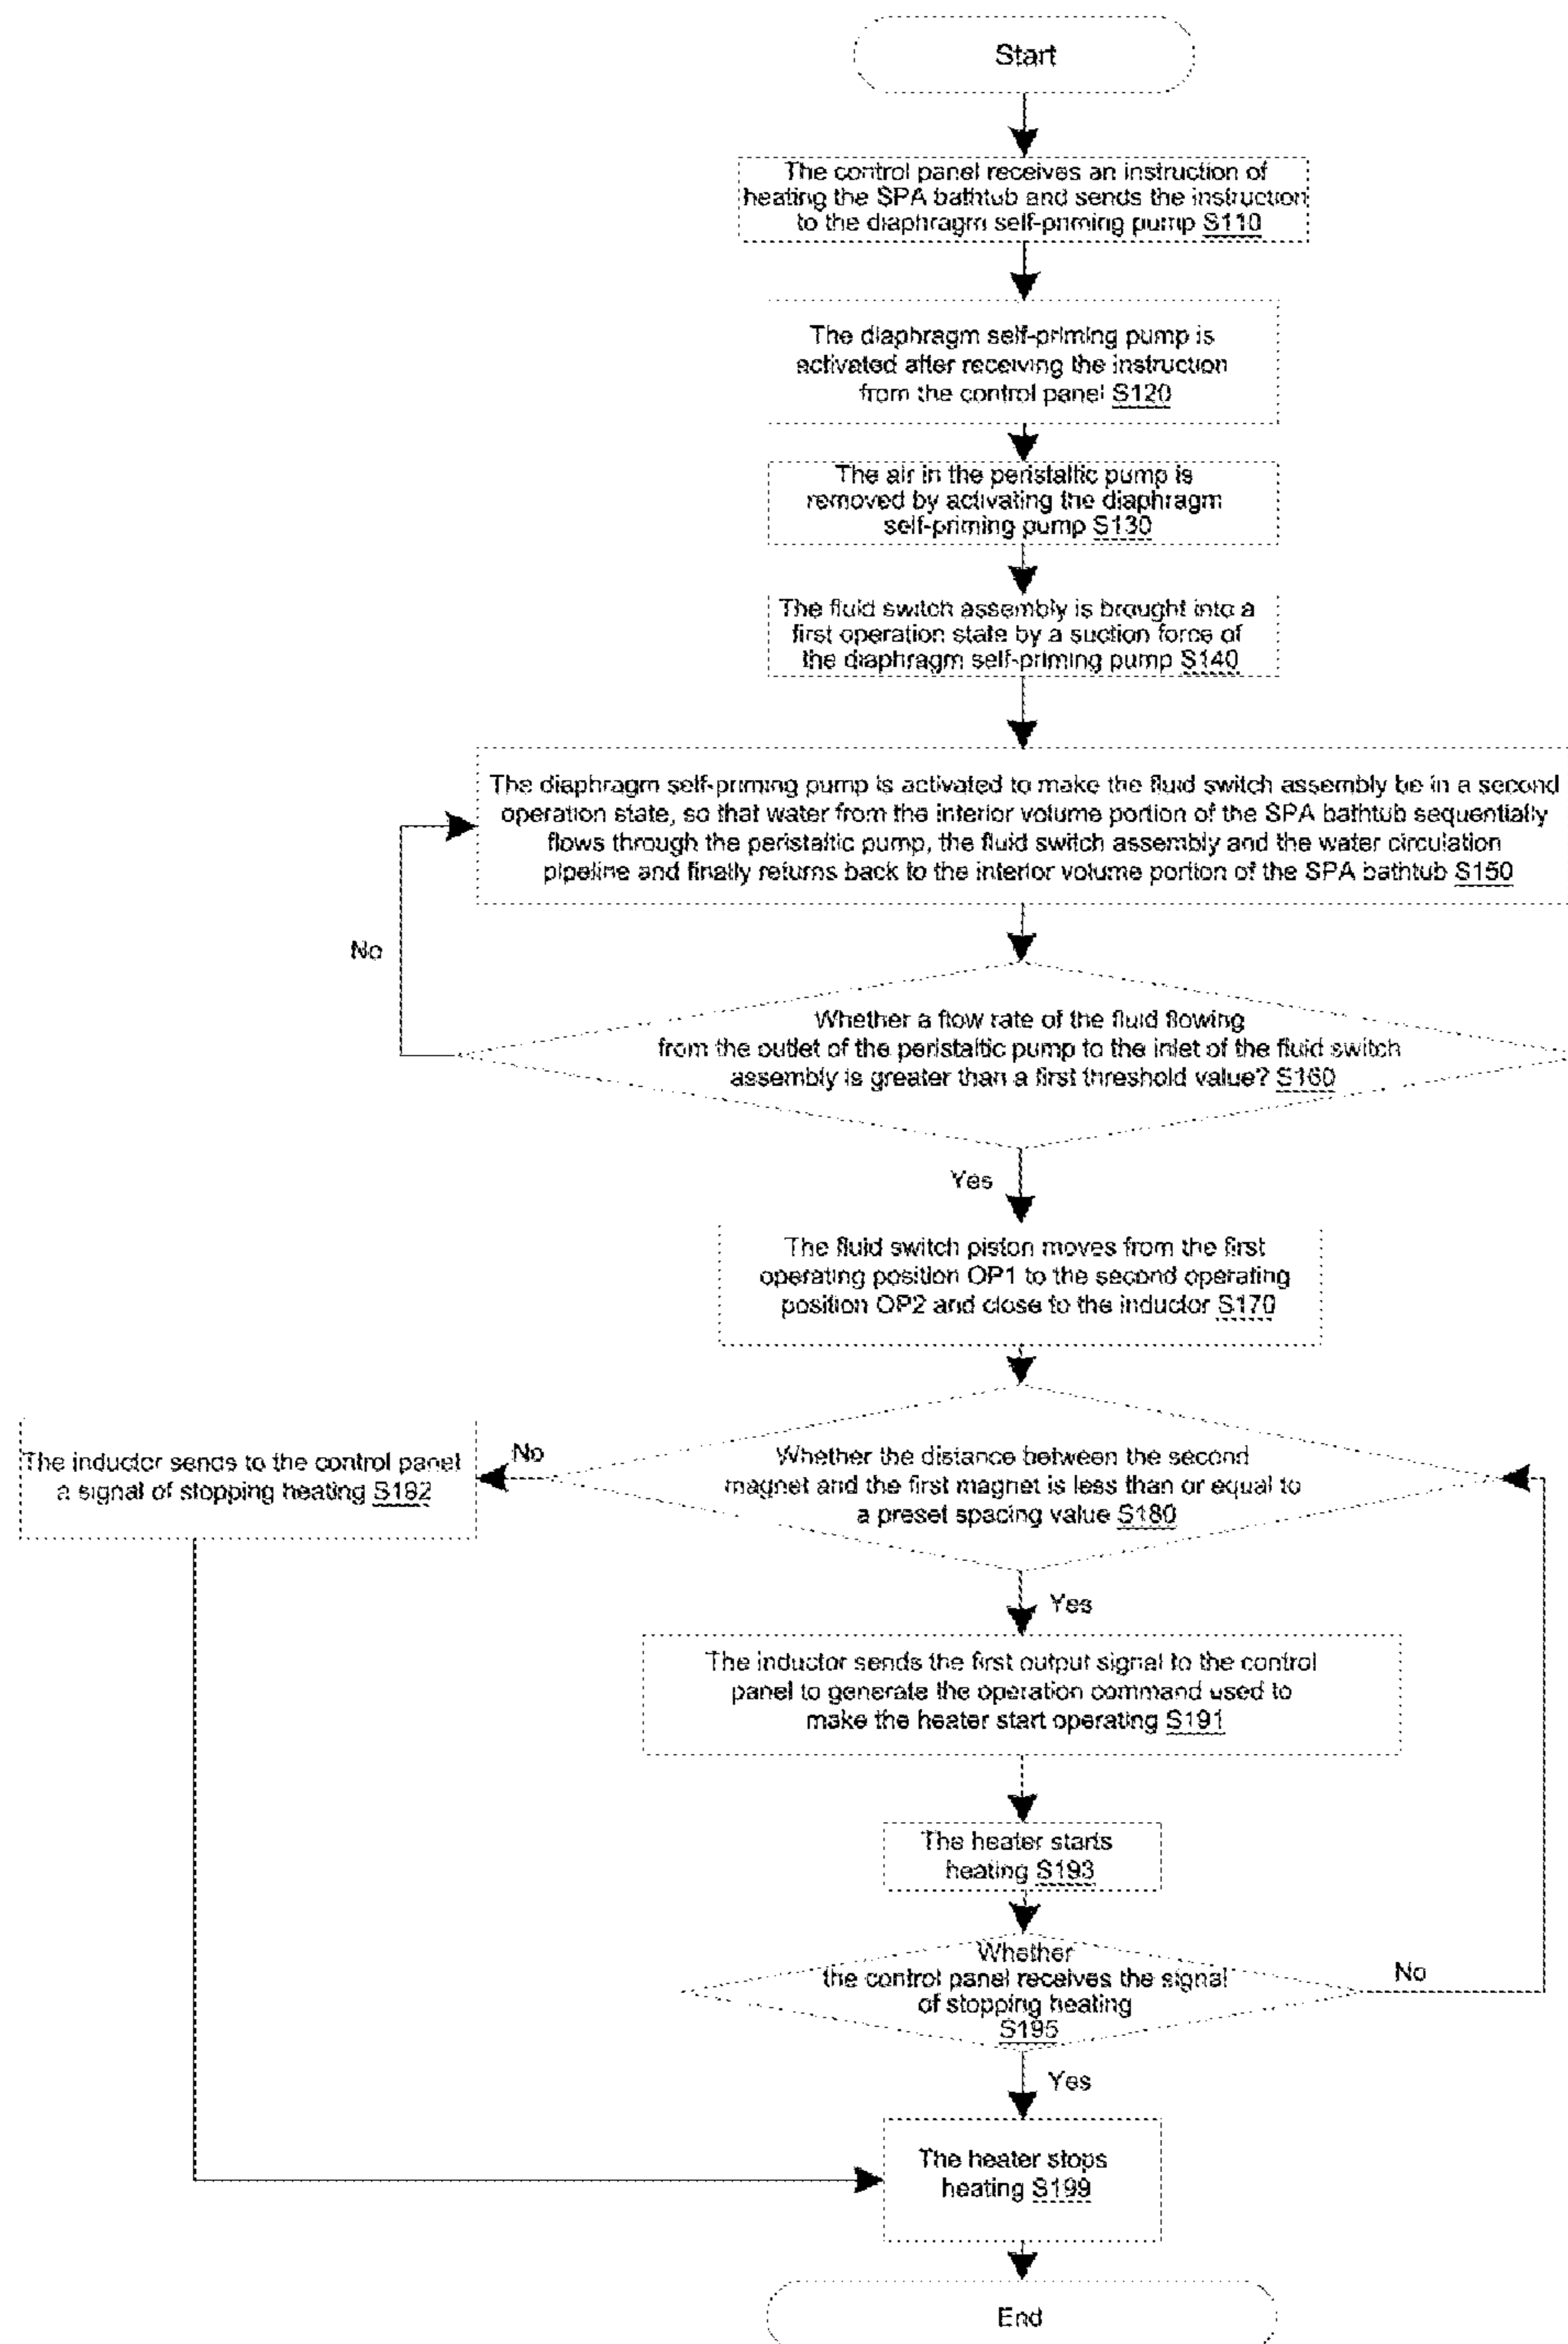 Start
The control panel receives an instruction of
heating the SPA bathtub and sends the instruction
to the diaphragm self-priming pump S110
The diaphragm self-priming pump is
activated after receiving the instruction
from the control panel S120
The air in the peristaltic pump is
removed by activating the diaphragm
self-priming pump S130
The fluid switch assembly is brought into a
first operation state by a suction force of
the diaphragm self-priming pump S140
The diaphragm self-priming pump is activated to make the fluid switch assembly be in a second
operation state, so that water from the interior volume portion of the SPA bathtub sequentially
flows through the peristaltic pump, the fluid switch assembly and the water circulation
pipeline and finally returns back to the interior volume portion of the SPA bathtub S150
No
Whether a flow rate of the fluid flowing
from the outlet of the peristaltic pump to the inlet of the fluid switch
assembly is greater than a first threshold value? S160
Yes
The fluid switch piston moves from the first
operating position OP1 to the second operating
position OP2 and close to the inductor S170
The inductor sends to the control panel
a signal of stopping heating S192
No
Whether the distance between the second
magnet and the first magnet is less than or equal to
a preset spacing value S180
Yes
The inductor sends the first output signal to the control
panel to generate the operation command used to
make the heater start operating S191
The heater starts
heating S193
Whether
the control panel receives the signal
of stopping heating
S195
No
Yes
The heater stops
heating S199
End